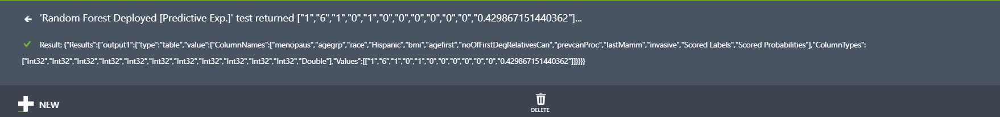 'Random Forest Deployed [Predictive Exp.]' test returned ["1","6","1","0","1","0","0","0","0","0","0","0.429867151440362"]...
Result: {"Results":{"output1":{"type":"table","value":{"ColumnNames":["menopaus","agegrp","race","Hispanic","bmi","agefirst","noOfFirstDegRelativesCan","prevcanProc","lastMamm","invasive","Scored Labels","Scored Probabilities"],"ColumnTypes":
["Int32","Int32","Int32","Int32","Int32","Int32","Int32","Int32","Int32","Int32","Int32","Double"],"Values":[["1","6","1","0","1","0","0","0","0","0","0","0.429867151440362"]]}}}}
NEW
DELETE